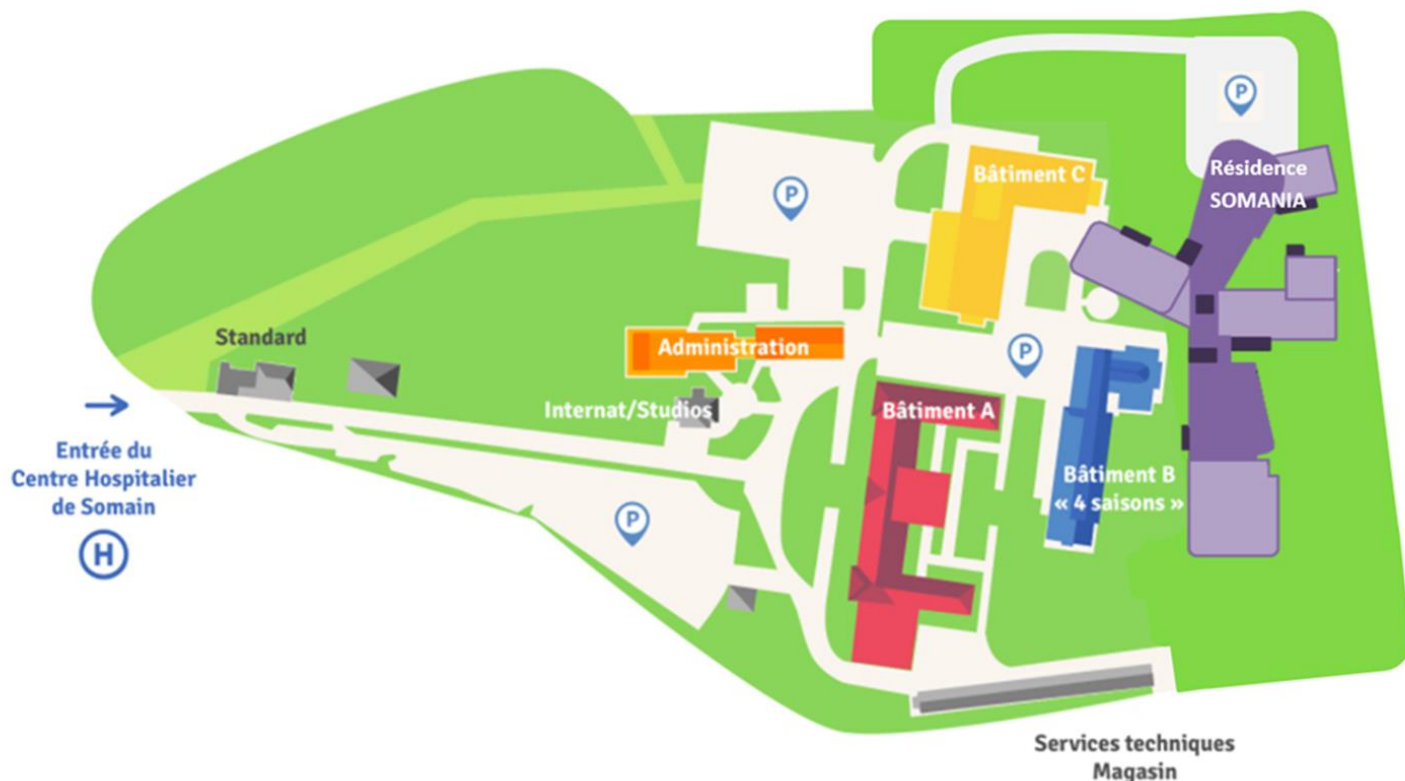 P
Résidence
SOMANIA
Bâtiment C
P
Standard
Administration
P
Internat/Studios
Bâtiment A
Entrée du
Centre Hospitalier
de Somain
H
Bâtiment B
« 4 saisons »
P
Services techniques
Magasin